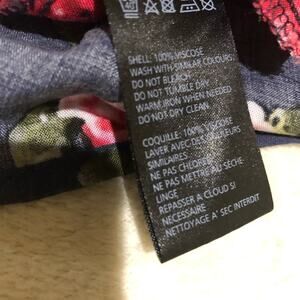 SHELL: 100% VISCOSE
WASH WITH SIMILAR COLOURS
DO NOT BLEACH
DO NOT TUMBLE DRY
WARM IRON WHEN NEEDED
DO NOT DRY CLEAN
COQUILLE: 100% VISCOSE
LAVER AVEC DES COULEURS
SIMILAIRES
NE PAS CHLORER
NE PAS METTRE AU SÈCHE
LINGE
REPASSER A CLOUD SI
NECESSAIRE
NETTOYAGE A' SEC INTERDIT